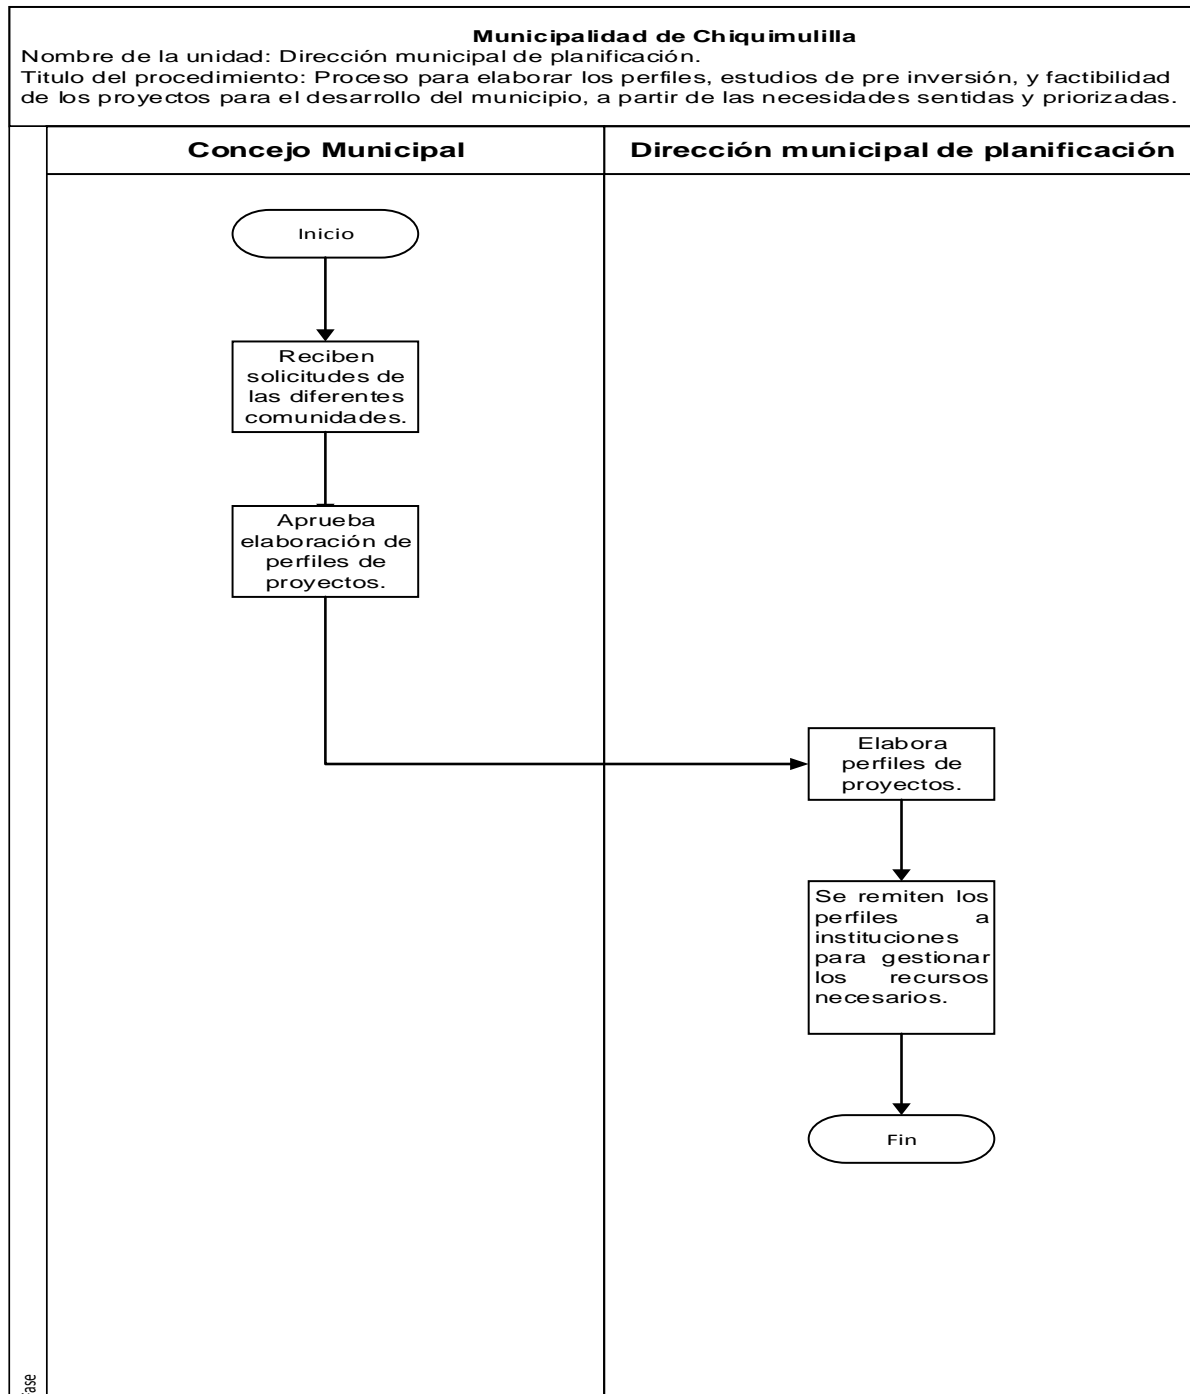 Municipalidad de Chiquimulilla
Nombre de la unidad: Dirección municipal de planificación.
Titulo del procedimiento: Proceso para elaborar los perfiles, estudios de pre inversión, y factibilidad
de los proyectos para el desarrollo del municipio, a partir de las necesidades sentidas y priorizadas.
Concejo Municipal
Dirección municipal de planificación
Inicio
Reciben
solicitudes de
las diferentes
comunidades.
Aprueba
elaboración de
perfiles de
proyectos.
Elabora
perfiles de
proyectos.
Se remiten los
perfiles a
instituciones
para gestionar
los recursos
necesarios.
Fin